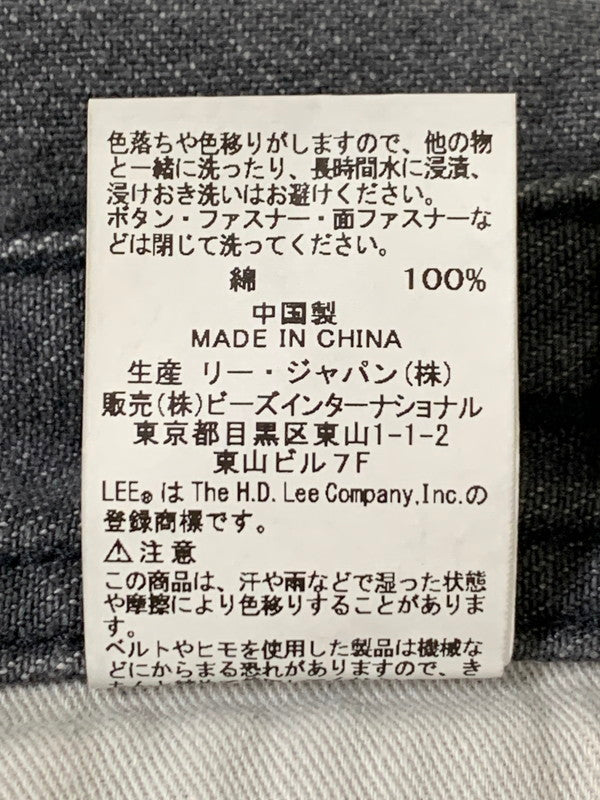 色落ちや色移りがしますので、他の物
と一緒に洗ったり、長時間水に浸漬、
浸けおき洗いはお避けください。
ボタン・ファスナー・面ファスナーな
どは閉じて洗ってください。
綿 100%
中国製
MADE IN CHINA
生産 リー・ジャパン(株)
販売(株)ビーズインターナショナル
東京都目黒区東山1-1-2
東山ビル7F
LEE® は The H.D. Lee Company,Inc.の
登録商標です。
⚠注意
この商品は、汗や雨などで湿った状態
や摩擦により色移りすることがありま
す。
ベルトやヒモを使用した製品は機械な
どにからまる恐れがありますので、き